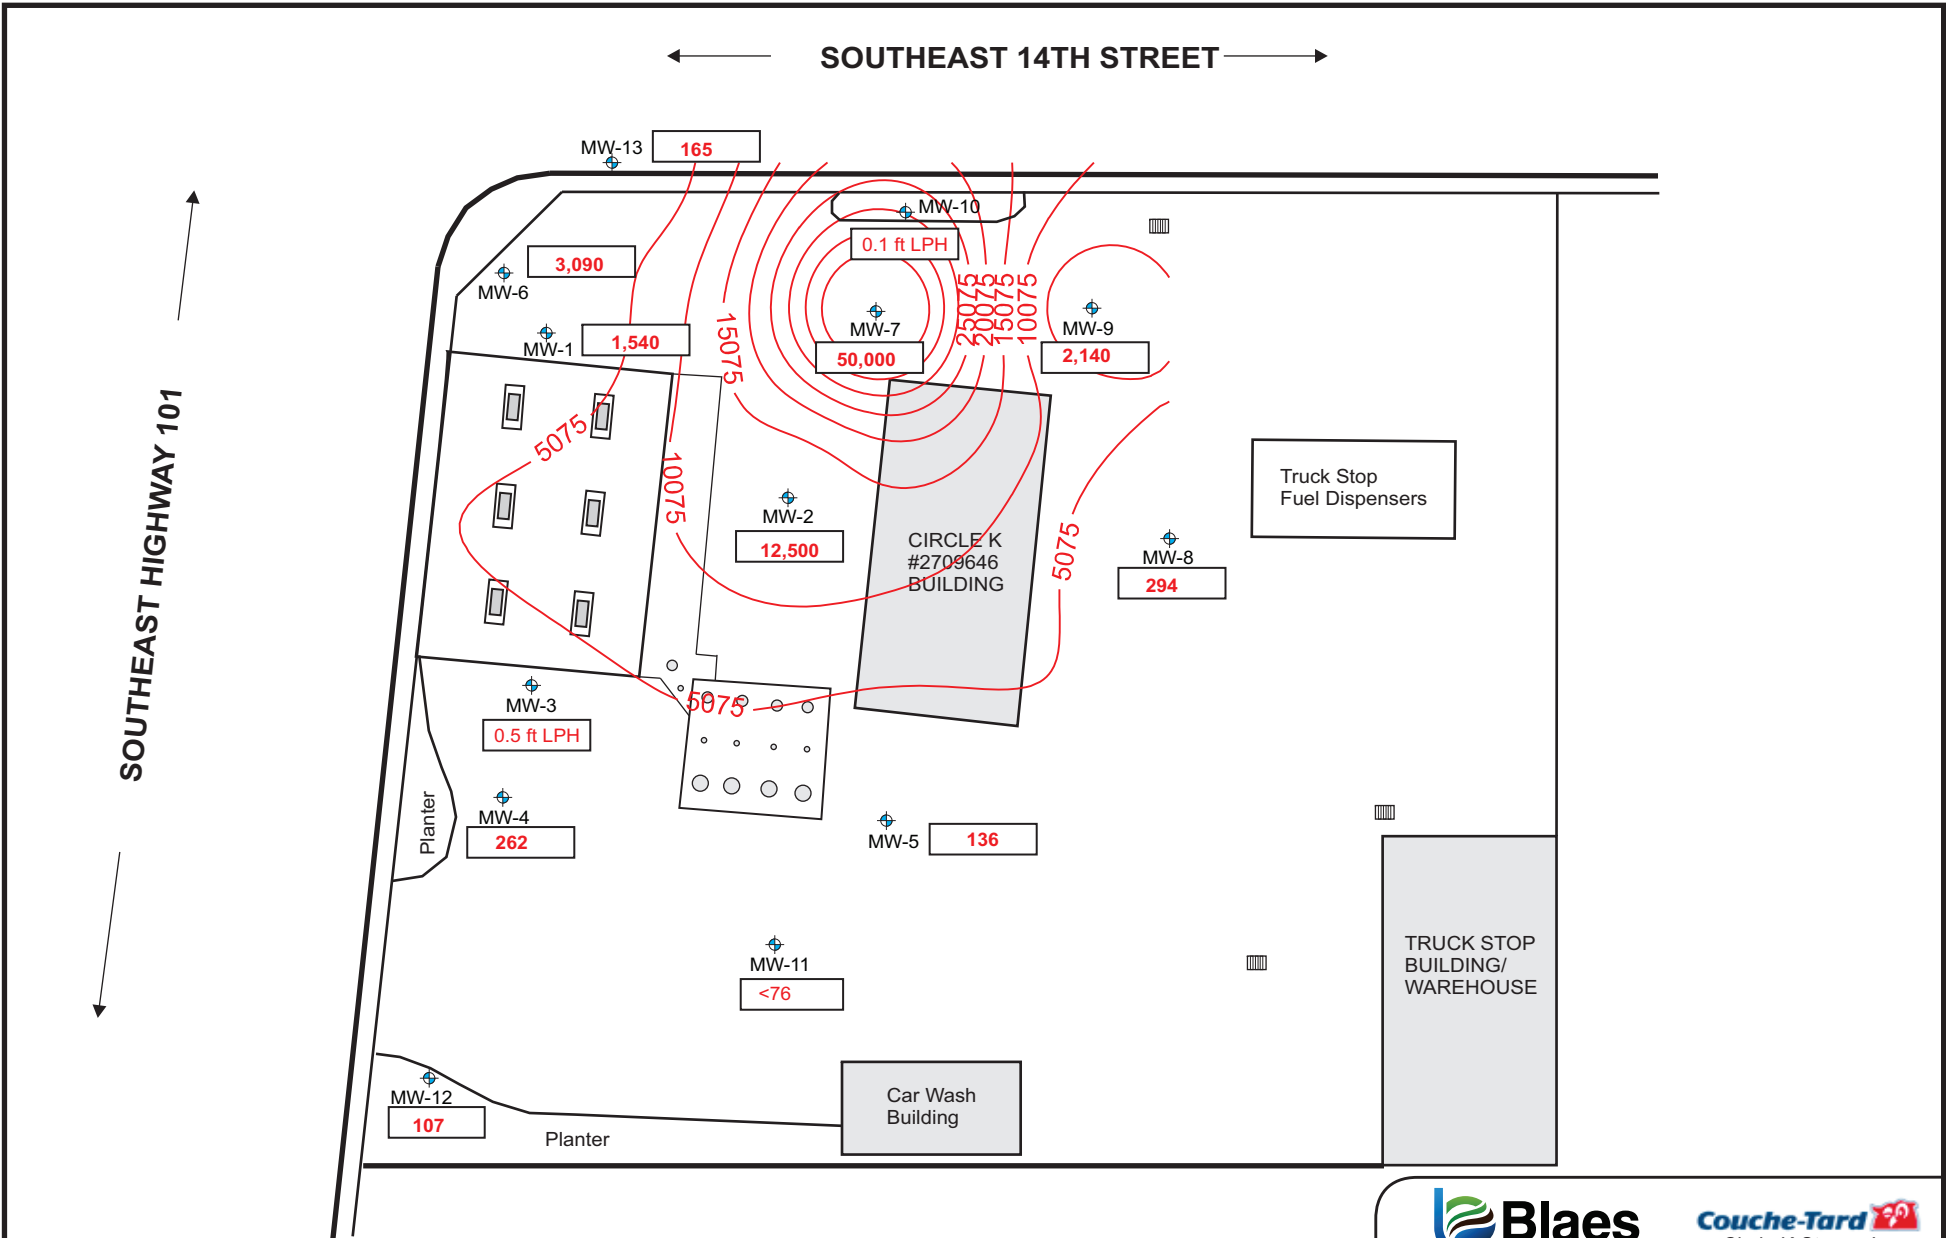 SOUTHEAST 14TH STREET
MW-13
165
MW-10
0.1 ft LPH
3,090
MW-6
MW-1
1,540
MW-7
50,000
MW-9
2,140
15075
25075
20075
15075
10075
5075
10075
5075
5075
SOUTHEAST HIGHWAY 101
MW-2
12,500
CIRCLE K
#2709646
BUILDING
MW-8
294
Truck Stop
Fuel Dispensers
MW-3
0.5 ft LPH
MW-4
262
Planter
MW-5
136
MW-11
<76
TRUCK STOP
BUILDING/
WAREHOUSE
MW-12
107
Planter
Car Wash
Building
Blaes
Couche-Tard